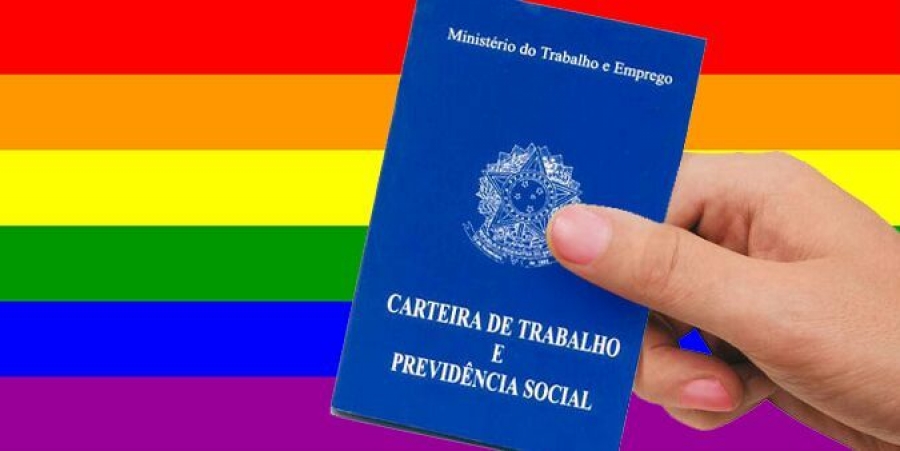 Ministério do Trabalho e Emprego
CARTEIRA DE TRABALHO
E
PREVIDÊNCIA SOCIAL